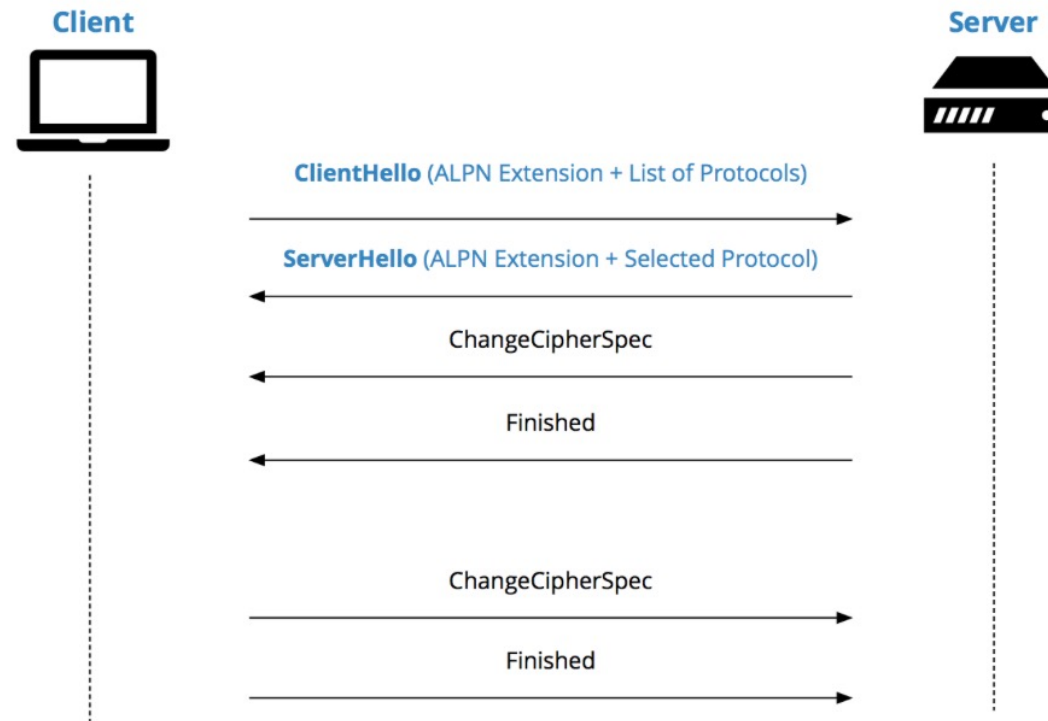 Client
Server
ClientHello (ALPN Extension + List of Protocols)
ServerHello (ALPN Extension + Selected Protocol)
ChangeCipherSpec
Finished
ChangeCipherSpec
Finished